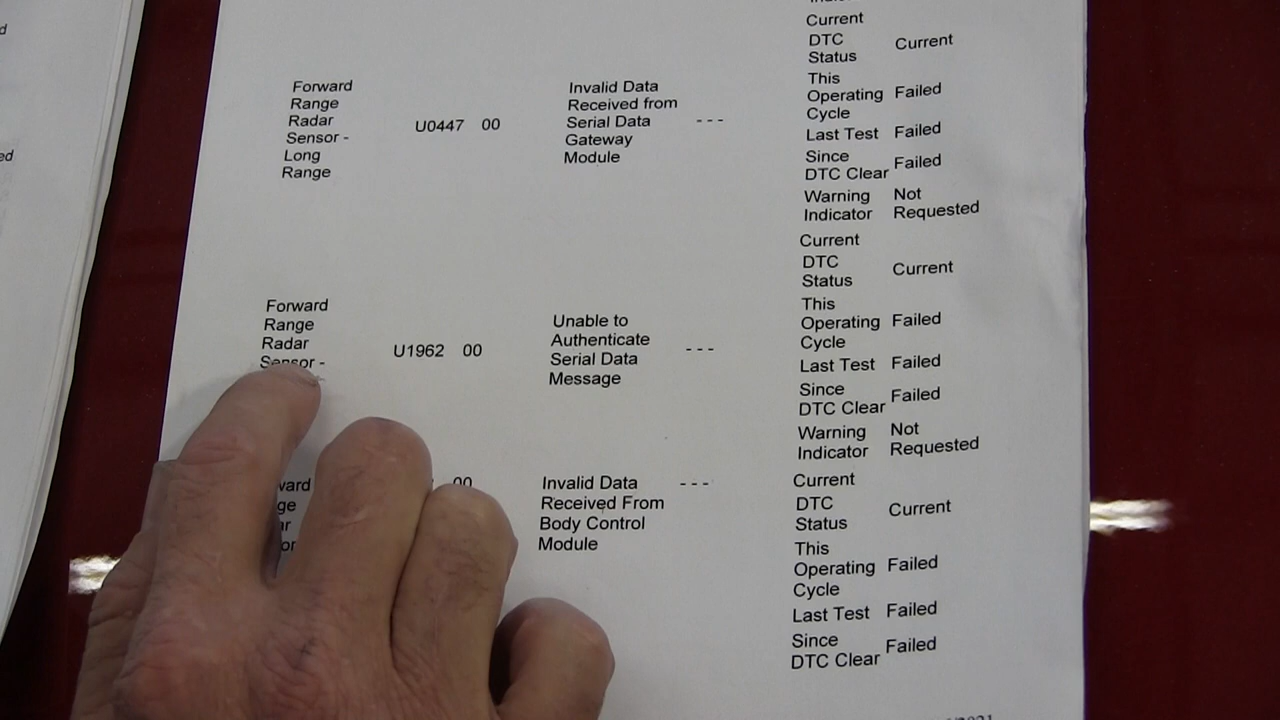 Current
DTC
Status
Current
Forward
Range
Radar
Sensor -
Long
Range
U0447 00
Invalid Data
Received from
Serial Data
Gateway
Module
- - -
This
Operating
Cycle
Failed
Last Test Failed
Since
DTC Clear
Failed
Warning
Indicator
Not
Requested
Current
DTC
Status
Current
Forward
Range
Radar
Sensor -
U1962 00
Unable to
Authenticate
Serial Data
Message
- - -
This
Operating
Cycle
Failed
Last Test Failed
Since
DTC Clear
Failed
Warning
Indicator
Not
Requested
00
Invalid Data
Received From
Body Control
Module
- - -
Current
DTC
Status
Current
This
Operating
Cycle
Failed
Last Test Failed
Since
DTC Clear
Failed